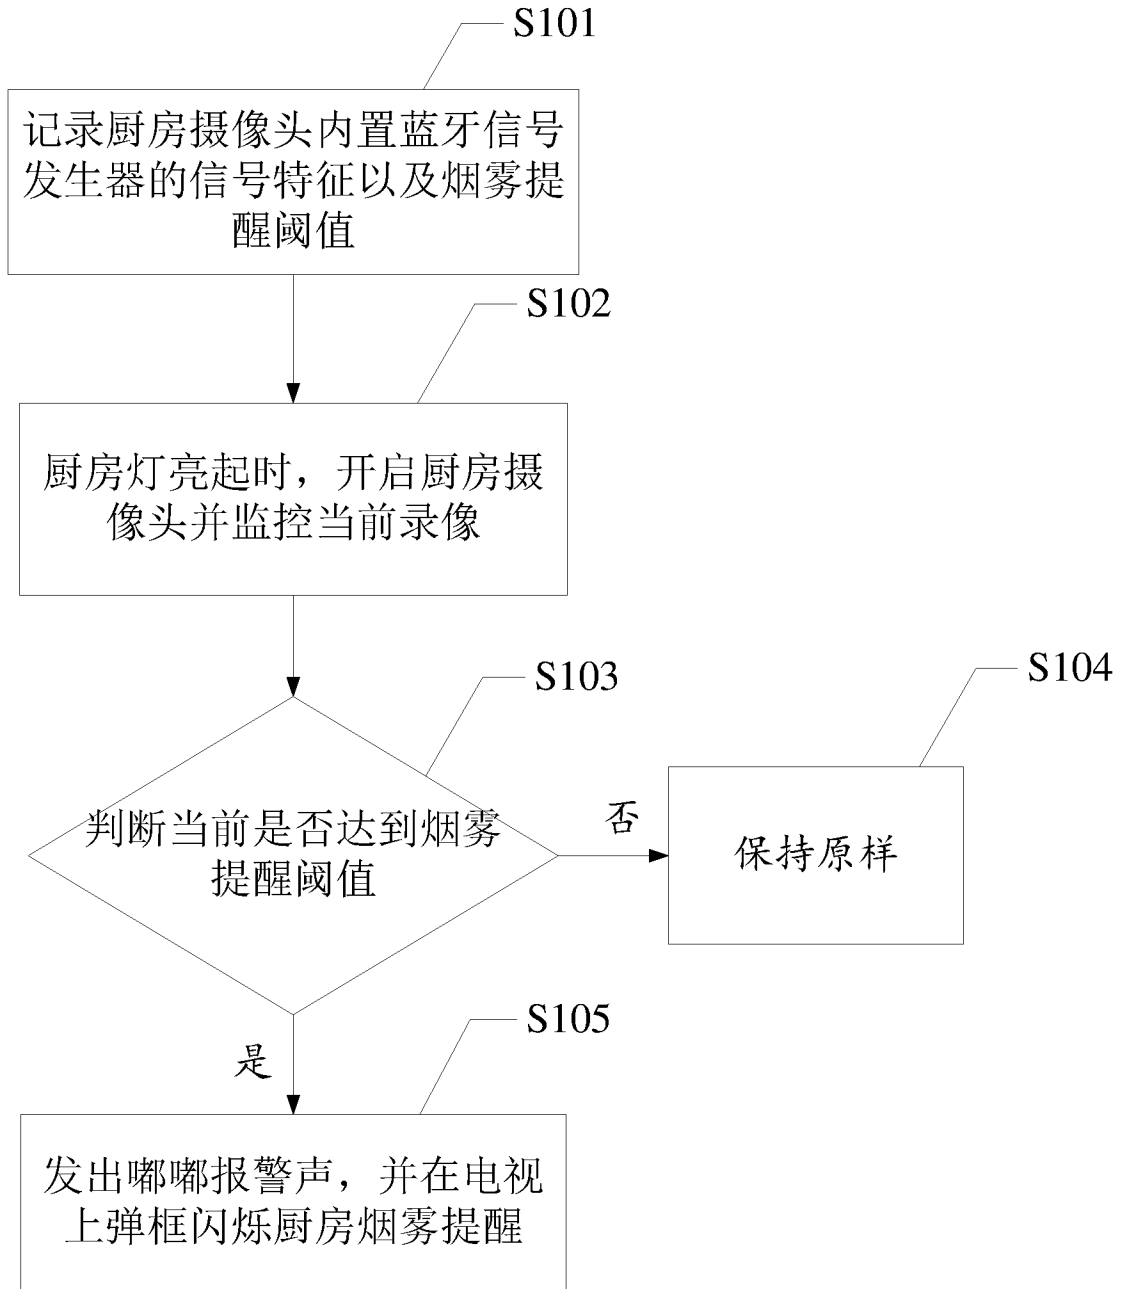 S101
记录厨房摄像头内置蓝牙信号
发生器的信号特征以及烟雾提
醒阈值
S102
厨房灯亮起时，开启厨房摄
像头并监控当前录像
S103
S104
判断当前是否达到烟雾
提醒阈值
否
保持原样
S105
是
发出嘟嘟报警声，并在电视
上弹框闪烁厨房烟雾提醒